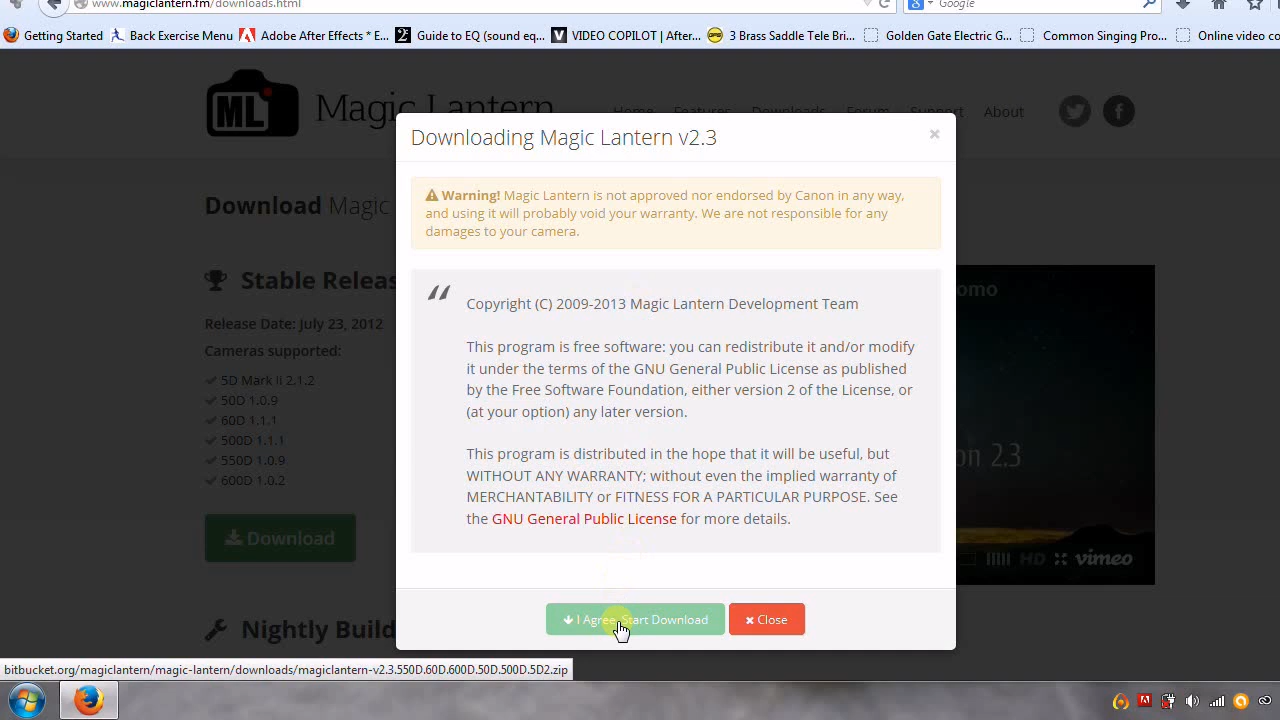 www.magiclantern.fm/downloads.html
Google
Getting Started
Back Exercise Menu
Adobe After Effects * E...
Guide to EQ (sound eq...
VIDEO COPILOT | After...
3 Brass Saddle Tele Bri...
Golden Gate Electric G...
Common Singing Pro...
Online video co
ML
Magic Lantern
Home
Features
Downloads
Forum
Support
About
Downloading Magic Lantern v2.3
Warning! Magic Lantern is not approved nor endorsed by Canon in any way,
and using it will probably void your warranty. We are not responsible for any
damages to your camera.
Copyright (C) 2009-2013 Magic Lantern Development Team
This program is free software: you can redistribute it and/or modify
it under the terms of the GNU General Public License as published
by the Free Software Foundation, either version 2 of the License, or
(at your option) any later version.
This program is distributed in the hope that it will be useful, but
WITHOUT ANY WARRANTY; without even the implied warranty of
MERCHANTABILITY or FITNESS FOR A PARTICULAR PURPOSE. See
the GNU General Public License for more details.
I Agree, Start Download
Close
Download Magic
Stable Releas
Release Date: July 23, 2012
Cameras supported:
5D Mark II 2.1.2
50D 1.0.9
60D 1.1.1
500D 1.1.1
550D 1.0.9
600D 1.0.2
Download
Nightly Build
omo
on 2.3
HD
vimeo
bitbucket.org/magiclantern/magic-lantern/downloads/magiclantern-v2.3.550D.60D.600D.50D.500D.5D2.zip